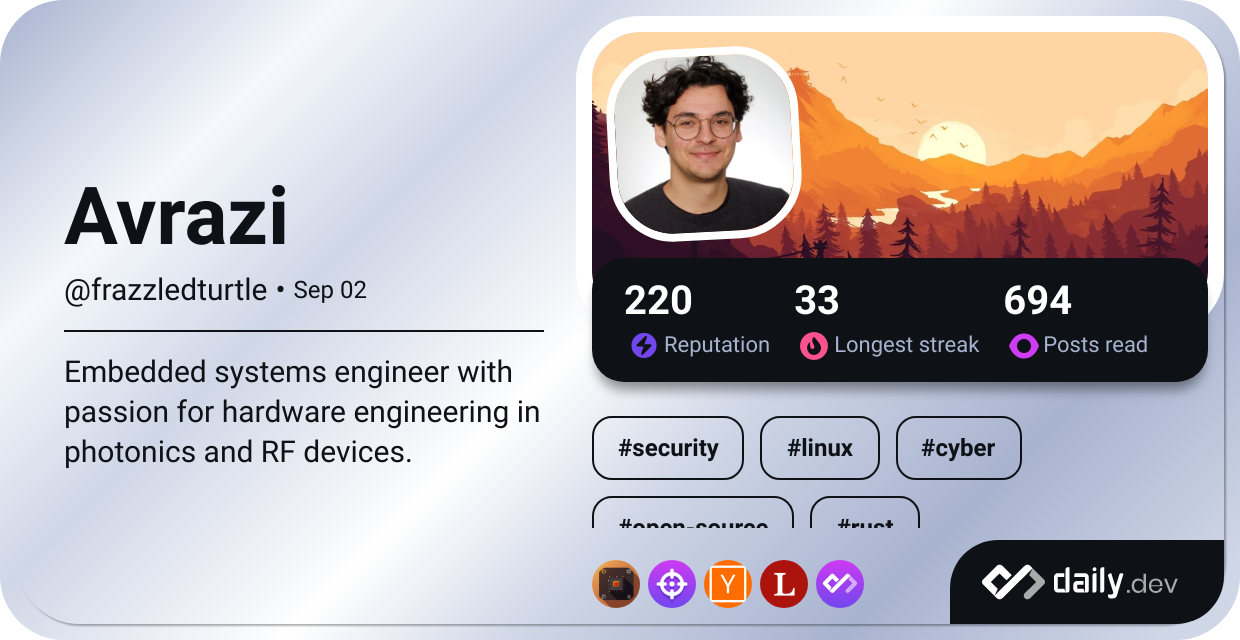 Avrazi
@frazzledturtle • Sep 02
Embedded systems engineer with
passion for hardware engineering in
photonics and RF devices.
220
Reputation
33
Longest streak
694
Posts read
#security
#linux
#cyber
#open-source
#rust
Y
L
daily.dev